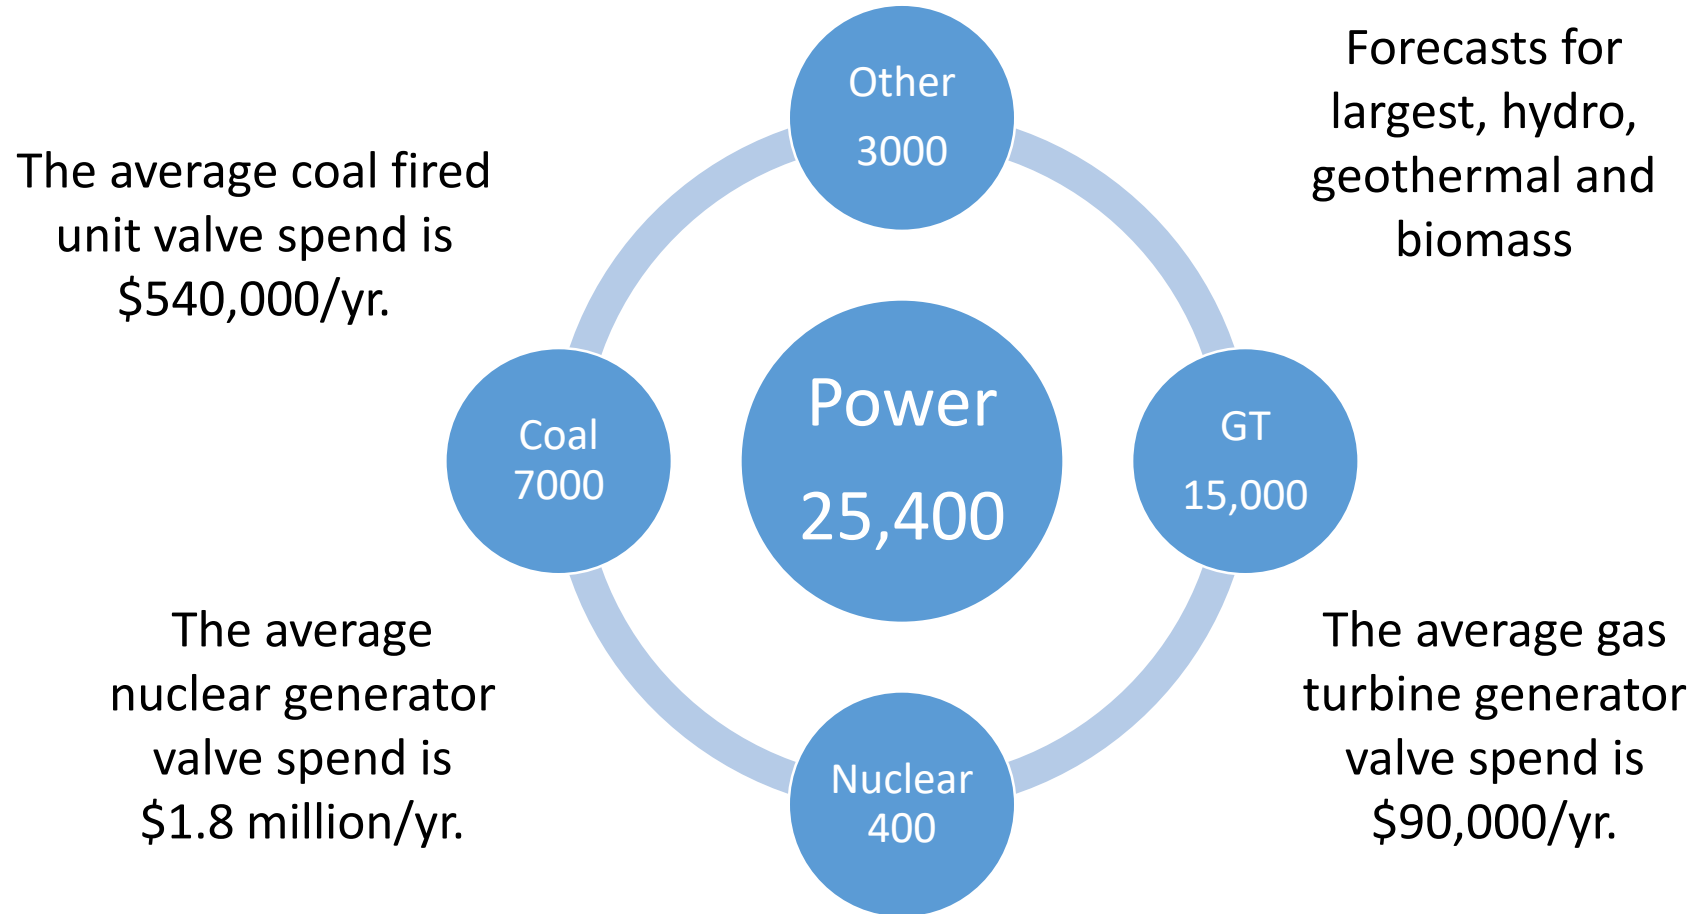 Other
3000
Forecasts for
largest, hydro,
geothermal and
biomass
The average coal fired
unit valve spend is
$540,000/yr.
Power
25,400
Coal
7000
GT
15,000
The average
nuclear generator
valve spend is
$1.8 million/yr.
Nuclear
400
The average gas
turbine generator
valve spend is
$90,000/yr.